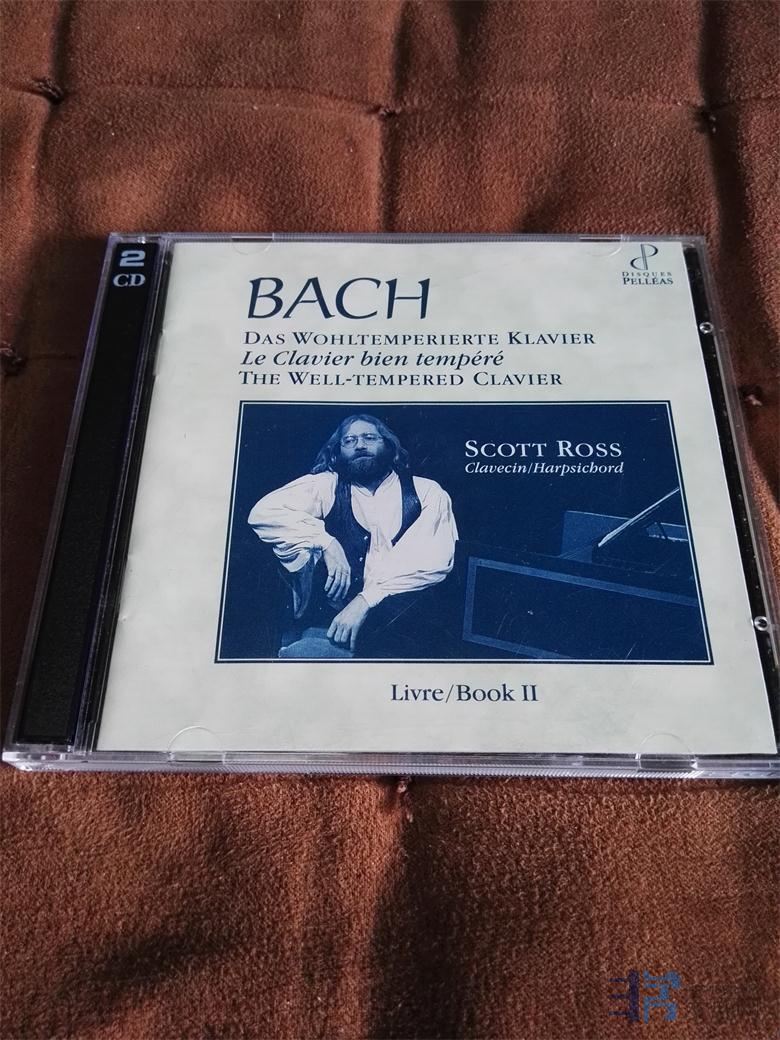 2
CD
DISQUES
PELLÉAS
BACH
DAS WOHLTEMPERIERTE KLAVIER
Le Clavier bien tempéré
THE WELL-TEMPERED CLAVIER
SCOTT ROSS
Clavecin/Harpsichord
Livre/Book II